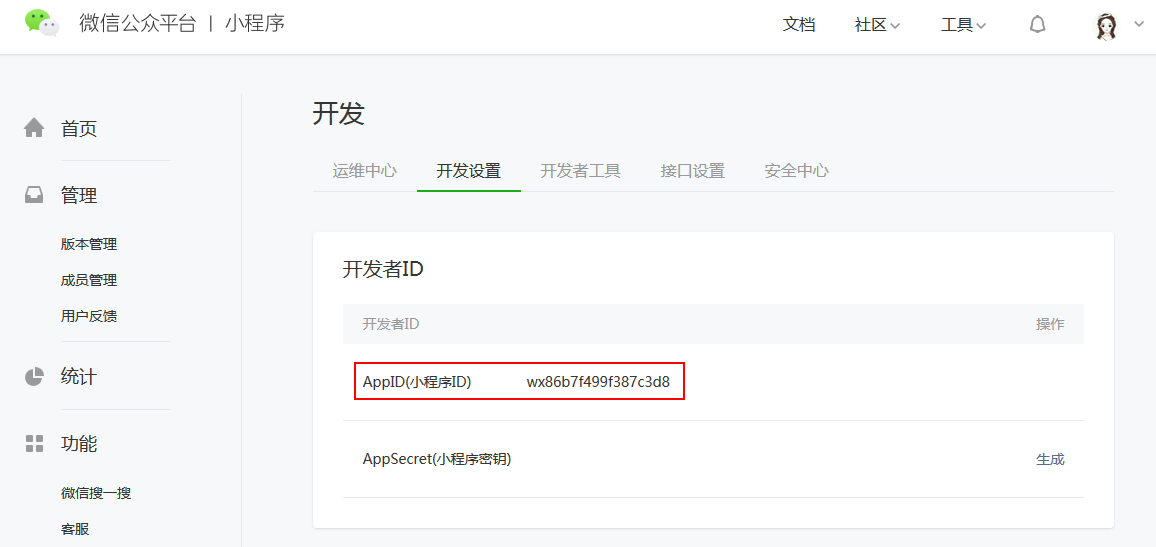 微信公众平台 | 小程序
文档 社区 工具
首页
管理
版本管理
成员管理
用户反馈
统计
功能
微信搜一搜
客服
开发
运维中心 开发设置 开发者工具 接口设置 安全中心
开发者ID
开发者ID 操作
AppID(小程序ID) wx86b7f499f387c3d8
AppSecret(小程序密钥) 生成